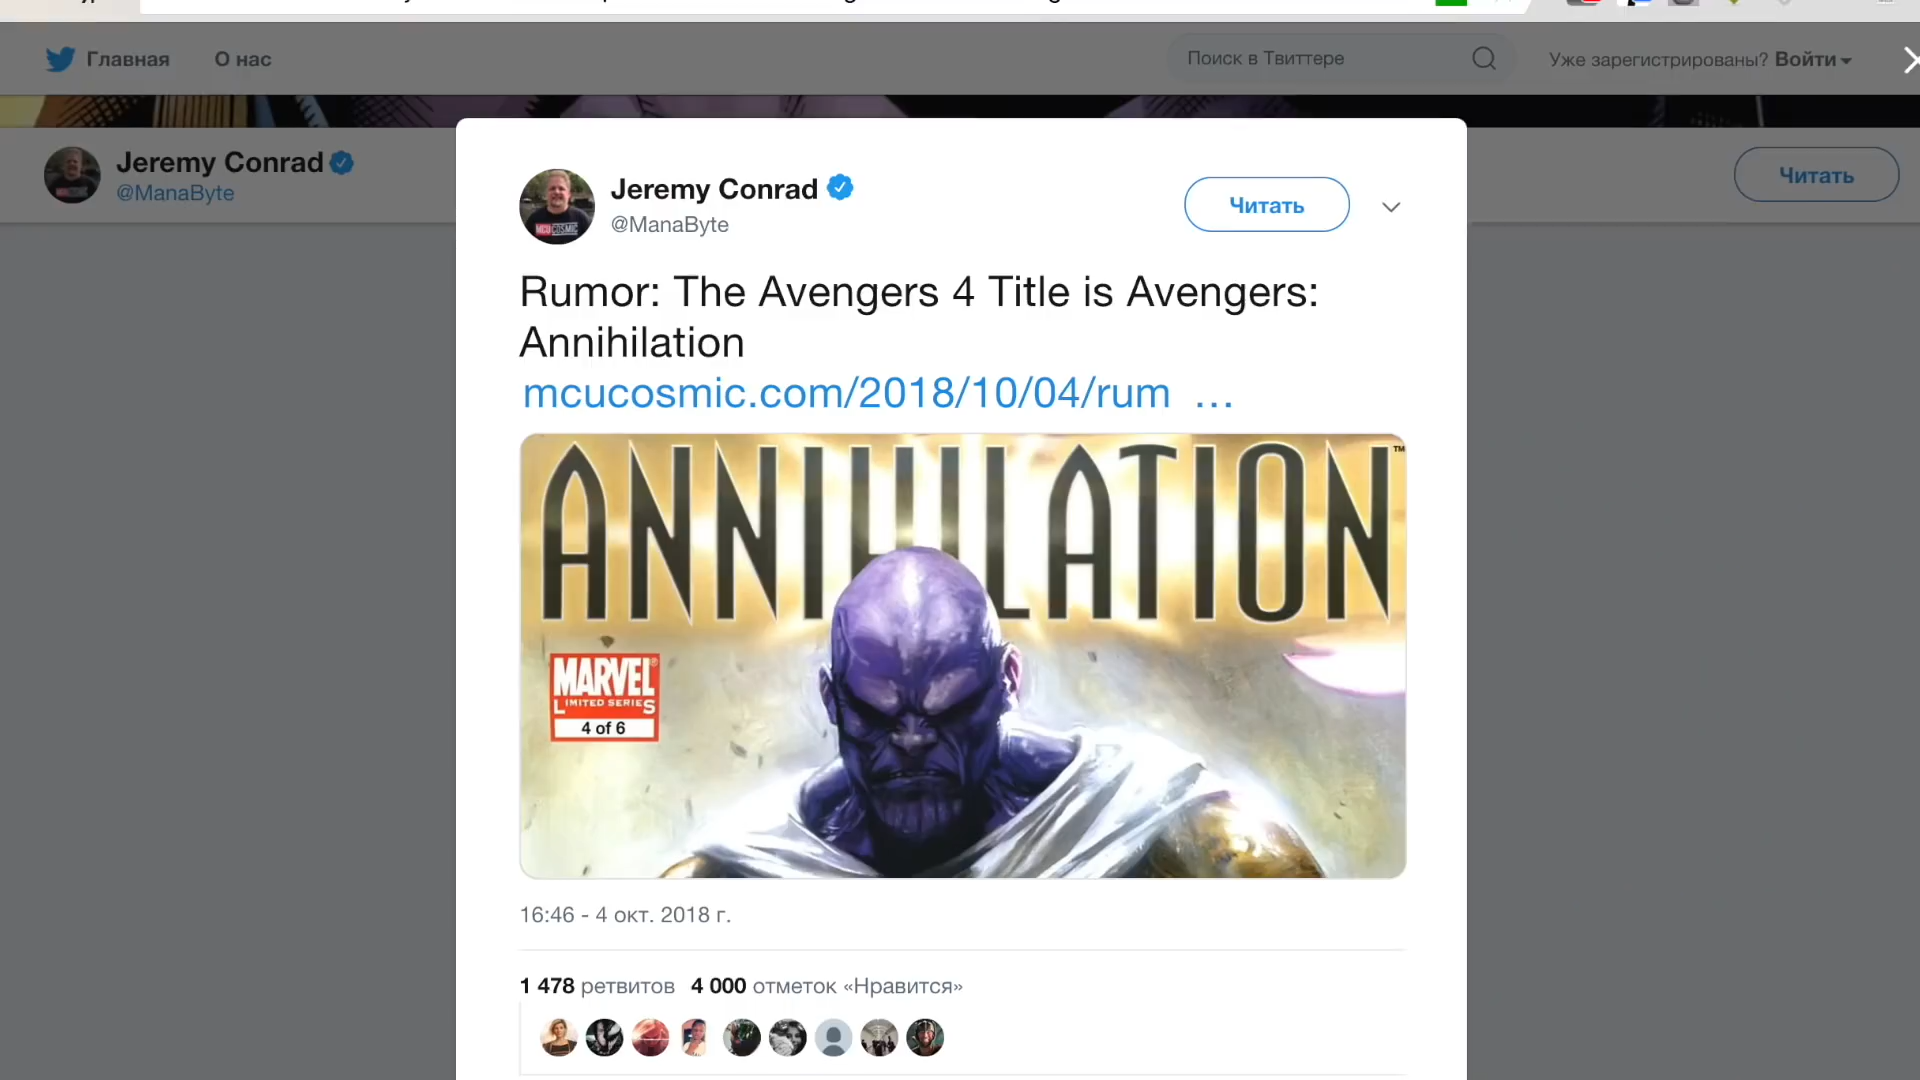 Главная
О нас
Поиск в Твиттере
Уже зарегистрированы? Войти
Jeremy Conrad
@ManaByte
Читать
Jeremy Conrad
@ManaByte
Читать
Rumor: The Avengers 4 Title is Avengers:
Annihilation
mcucosmic.com/2018/10/04/rum …
ANNIHILATION™
MARVEL®
LIMITED SERIES
4 of 6
16:46 - 4 окт. 2018 г.
1 478 ретвитов 4 000 отметок «Нравится»